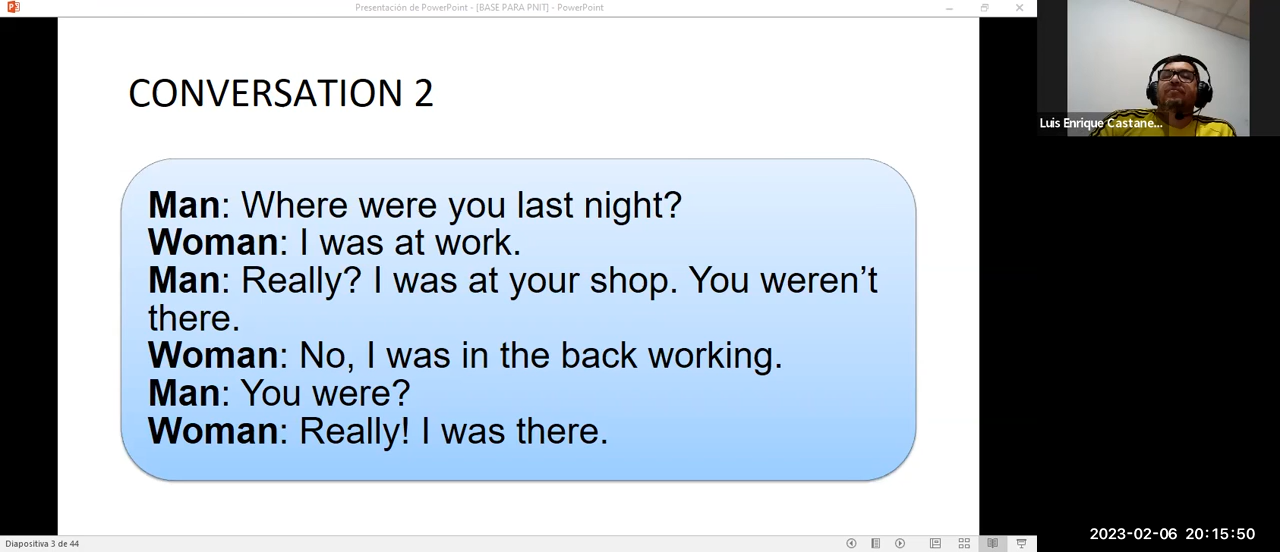 Presentación de PowerPoint - [BASE PARA PNIT] - PowerPoint
CONVERSATION 2
Man: Where were you last night?
Woman: I was at work.
Man: Really? I was at your shop. You weren’t
there.
Woman: No, I was in the back working.
Man: You were?
Woman: Really! I was there.
Luis Enrique Castane...
Diapositiva 3 de 44
2023-02-06 20:15:50